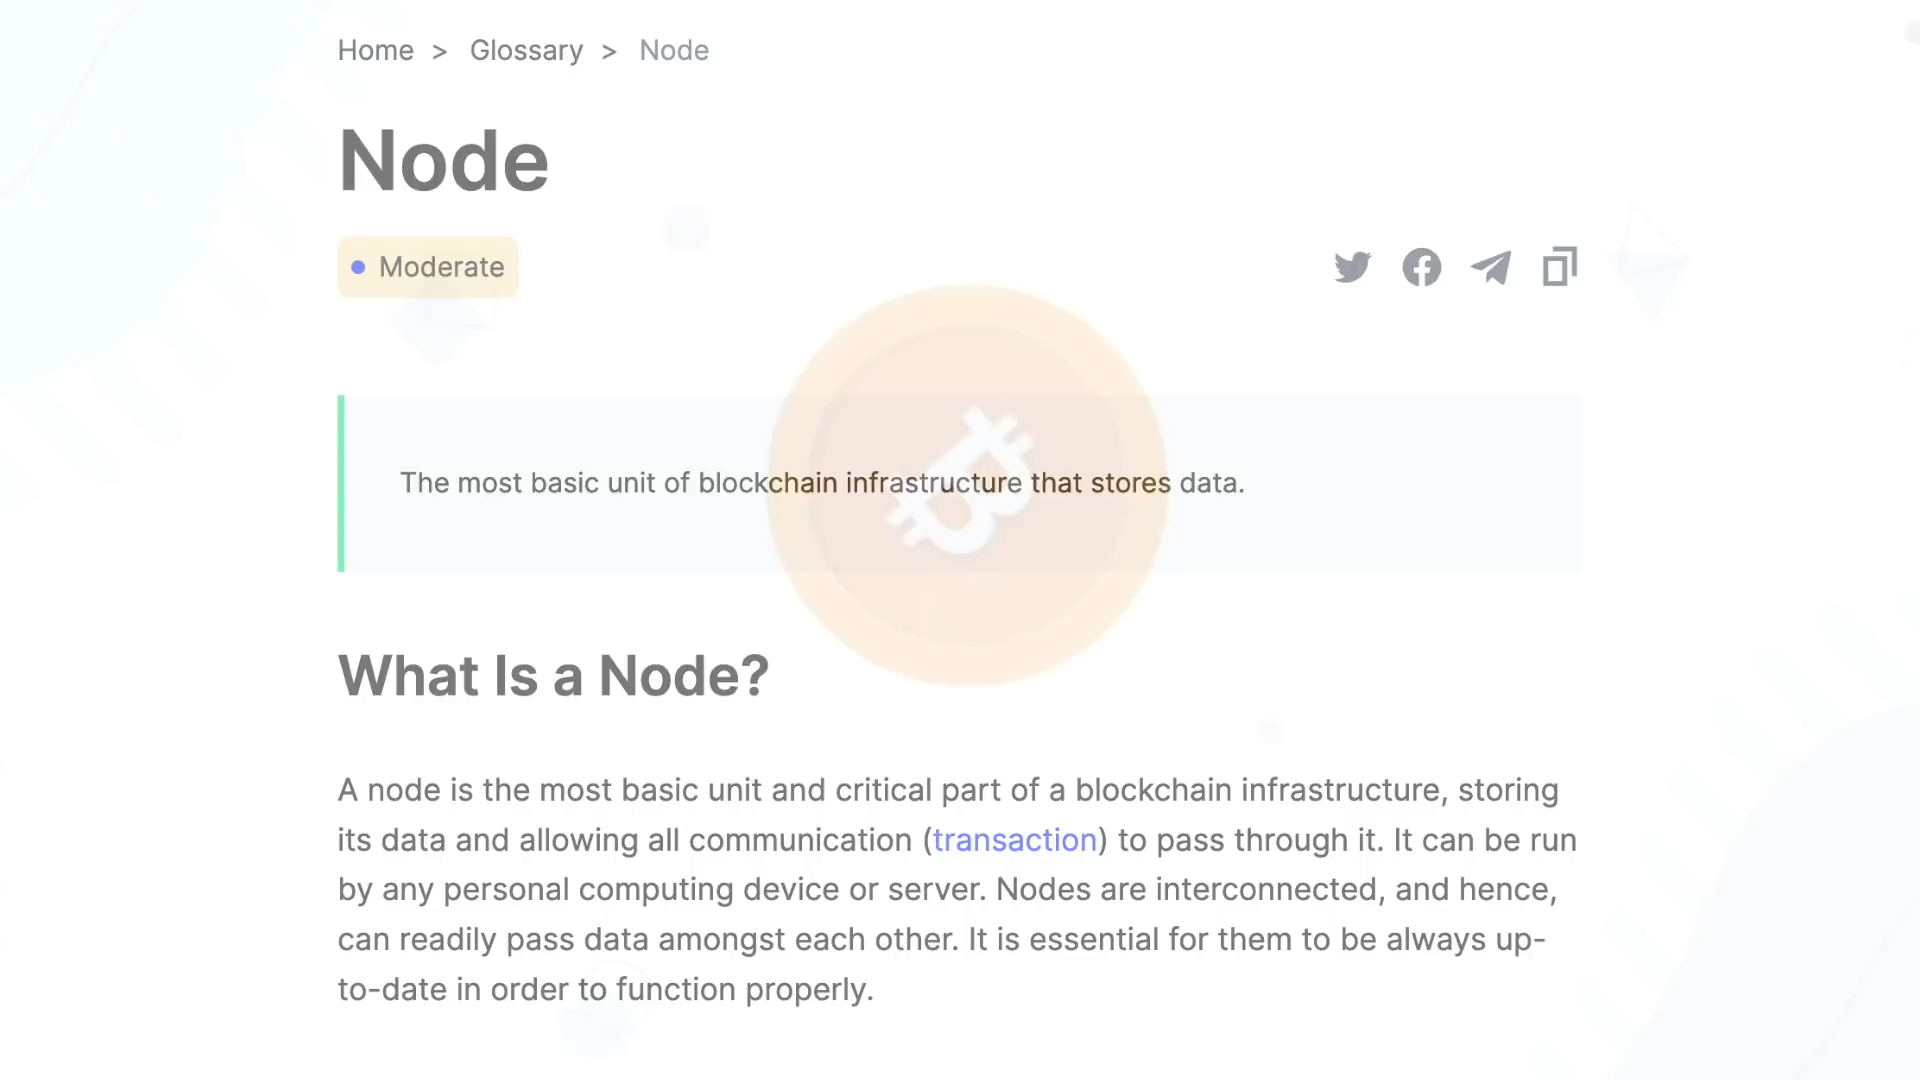 Home > Glossary > Node
Node
Moderate
The most basic unit of blockchain infrastructure that stores data.
What Is a Node?
A node is the most basic unit and critical part of a blockchain infrastructure, storing
its data and allowing all communication (transaction) to pass through it. It can be run
by any personal computing device or server. Nodes are interconnected, and hence,
can readily pass data amongst each other. It is essential for them to be always up-
to-date in order to function properly.